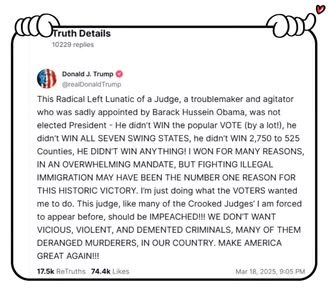 Truth Details
10229 replies
Donald J. Trump
@realDonaldTrump
This Radical Left Lunatic of a Judge, a troublemaker and agitator
who was sadly appointed by Barack Hussein Obama, was not
elected President - He didn't WIN the popular VOTE (by a lot!), he
didn't WIN ALL SEVEN SWING STATES, he didn't WIN 2,750 to 525
Counties, HE DIDN'T WIN ANYTHING! I WON FOR MANY REASONS,
IN AN OVERWHELMING MANDATE, BUT FIGHTING ILLEGAL
IMMIGRATION MAY HAVE BEEN THE NUMBER ONE REASON FOR
THIS HISTORIC VICTORY. I'm just doing what the VOTERS wanted
me to do. This judge, like many of the Crooked Judges' I am forced
to appear before, should be IMPEACHED!!! WE DON'T WANT
VICIOUS, VIOLENT, AND DEMENTED CRIMINALS, MANY OF THEM
DERANGED MURDERERS, IN OUR COUNTRY. MAKE AMERICA
GREAT AGAIN!!!
17.5k ReTruths 74.4k Likes Mar 18, 2025, 9:05 PM